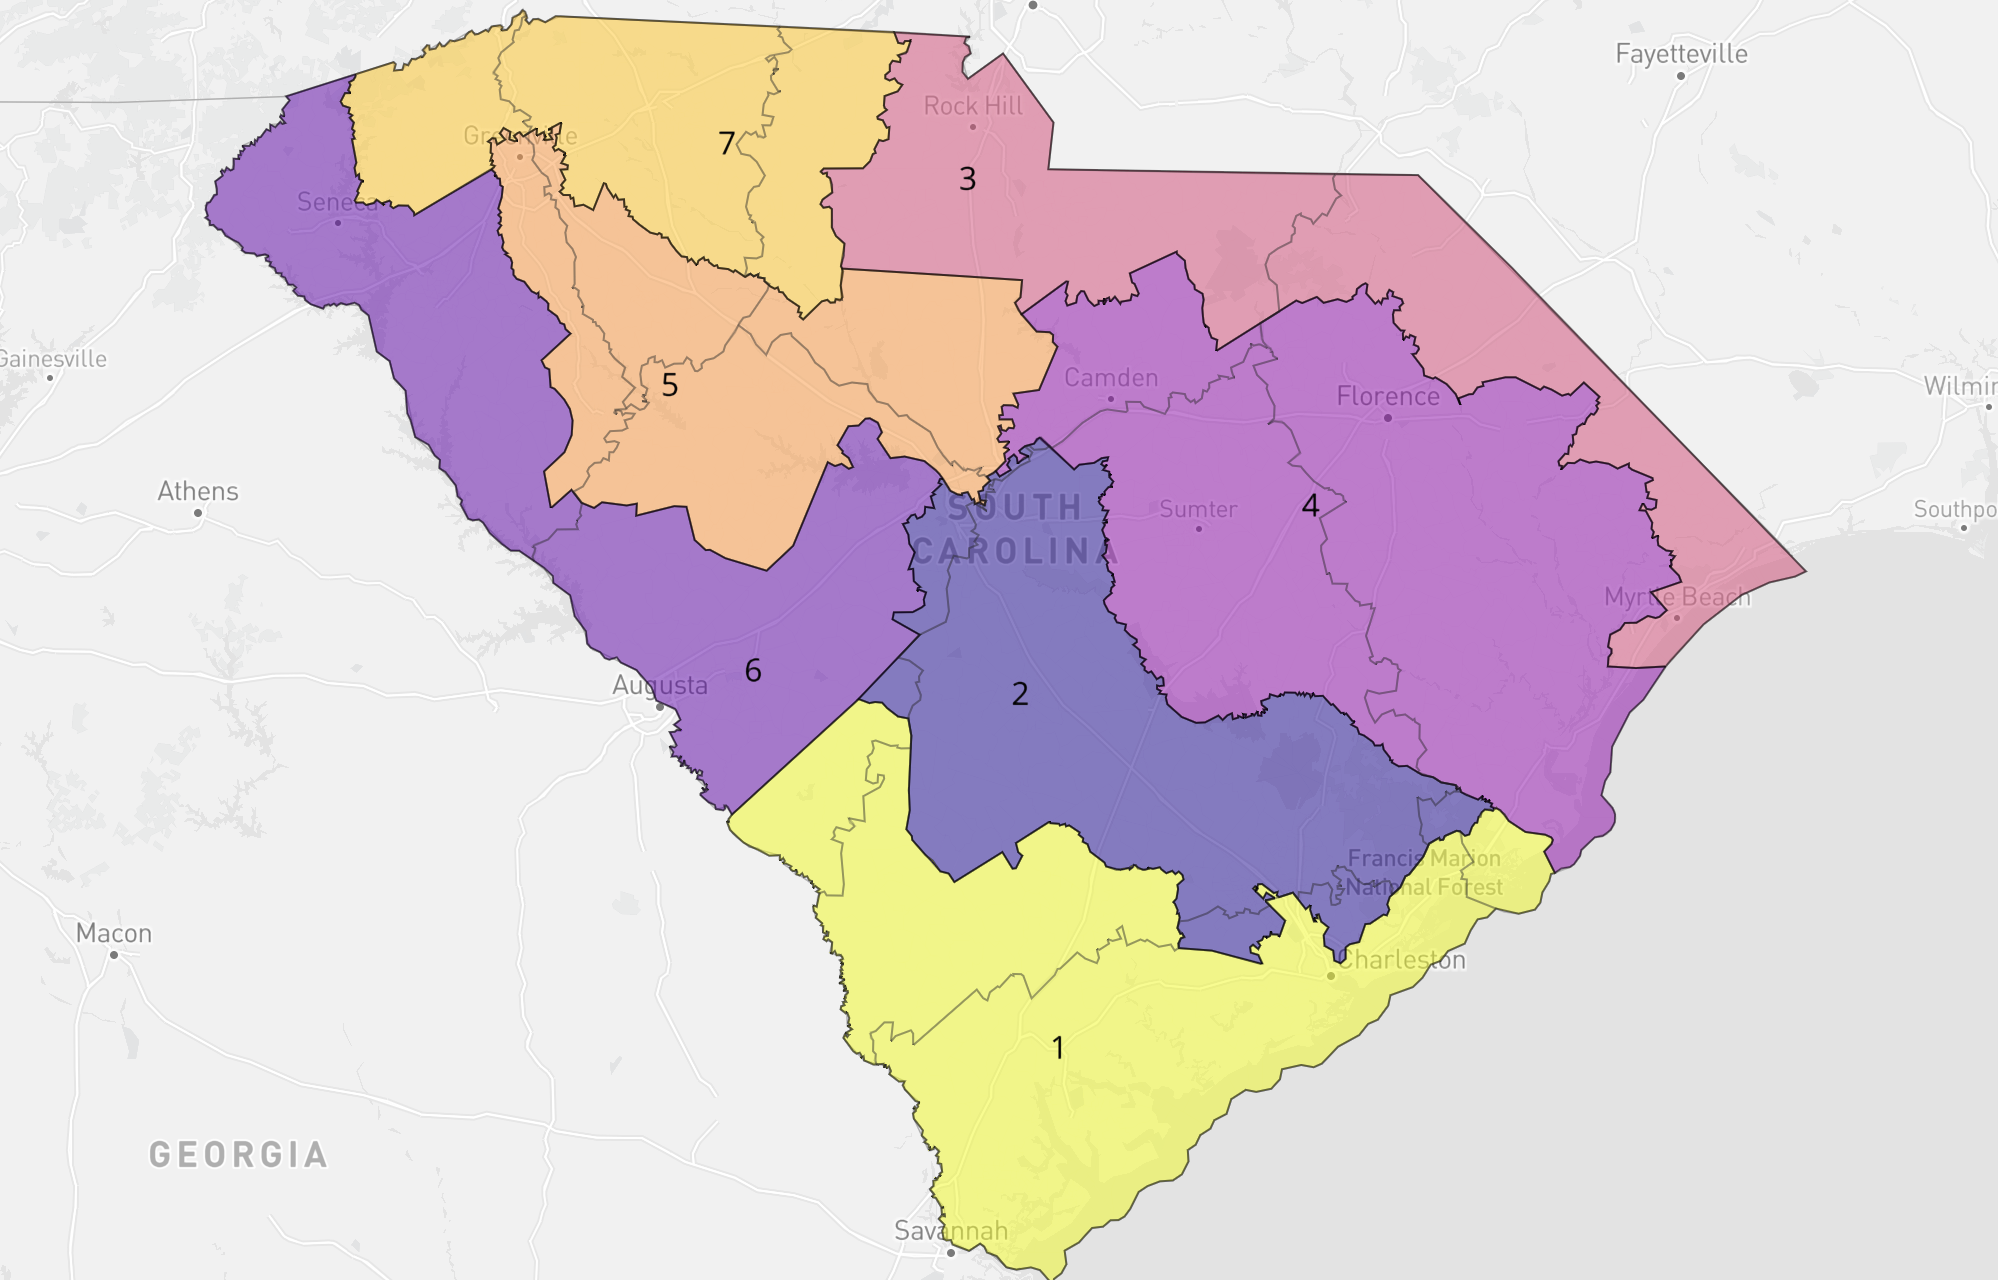 Fayetteville
Rock Hill
Greenville
7
3
Seneca
Gainesville
Camden
5
Florence
Wilmin
Athens
SOUTH
CAROLINA
Sumter
4
Southpo
Myrtle Beach
6
Augusta
2
Francis Marion
National Forest
Macon
Charleston
1
GEORGIA
Savannah